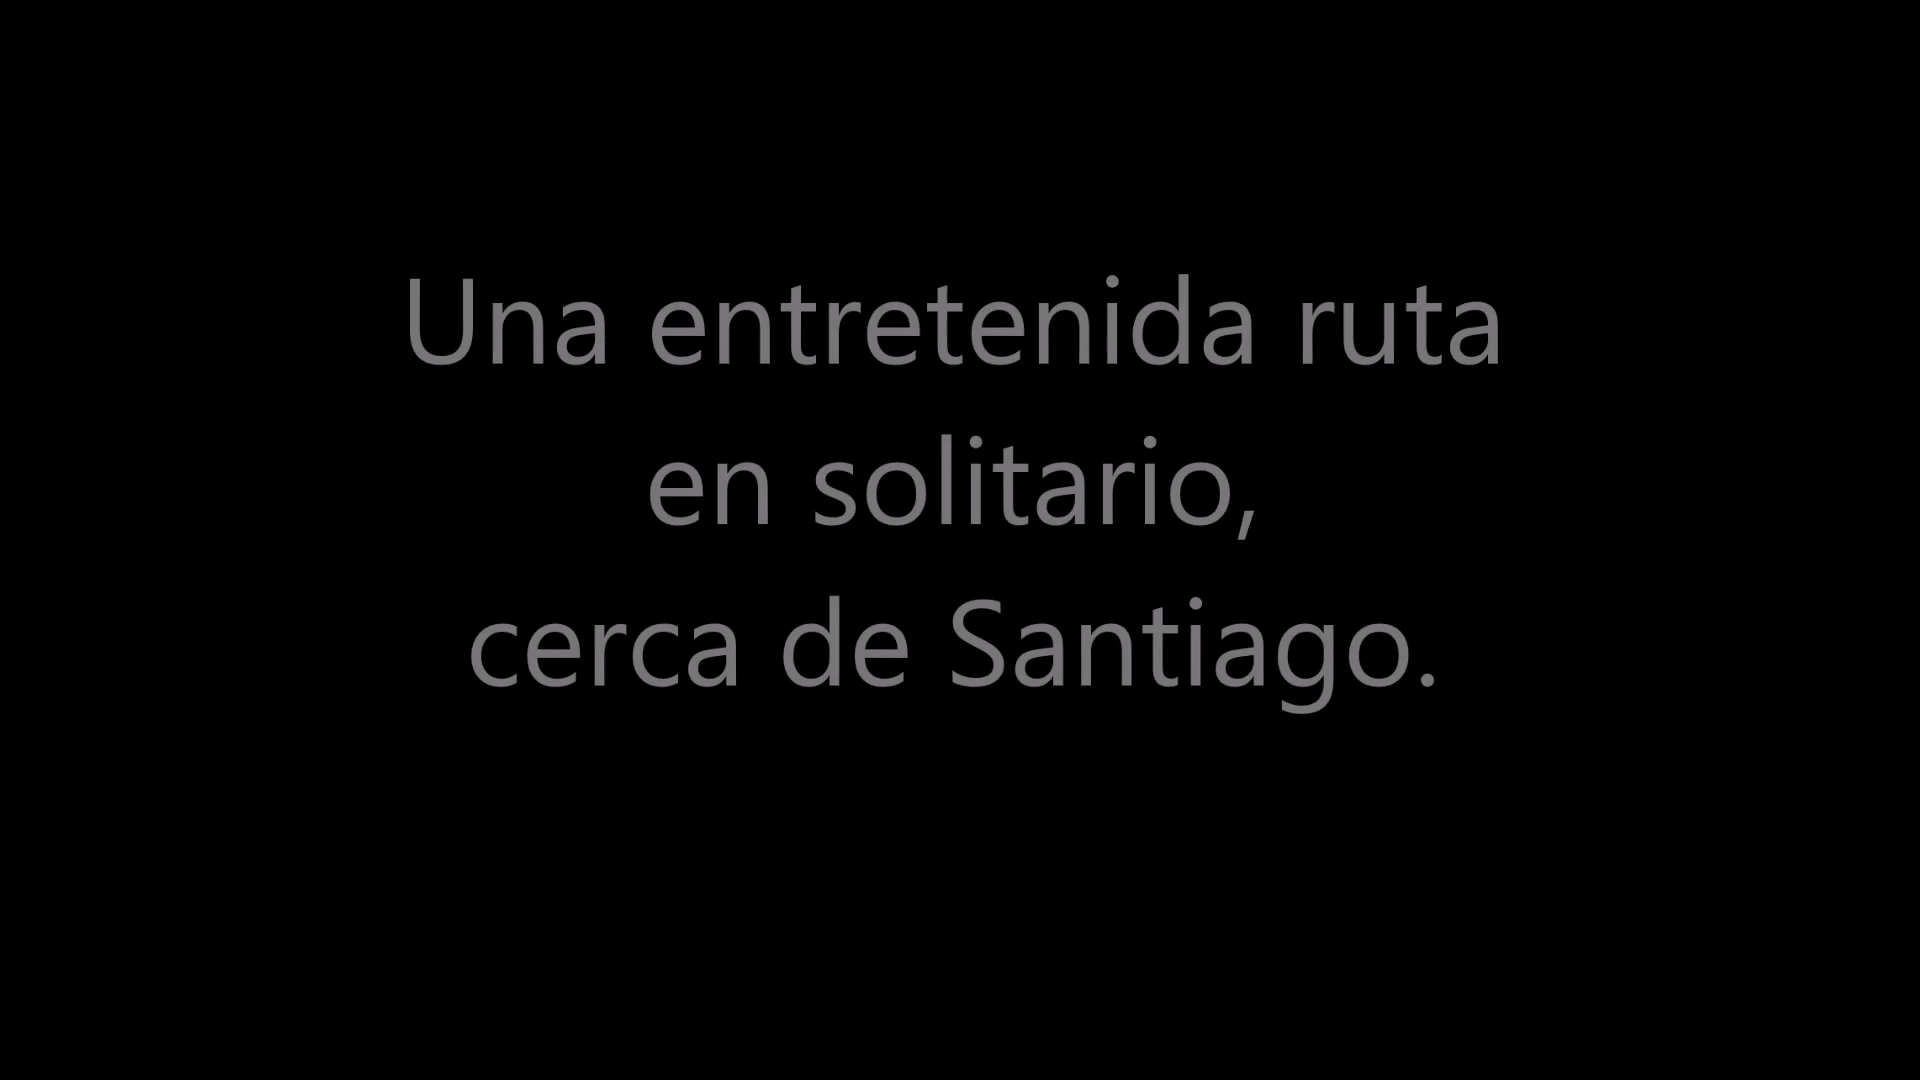 Una entretenida ruta
en solitario,
cerca de Santiago.